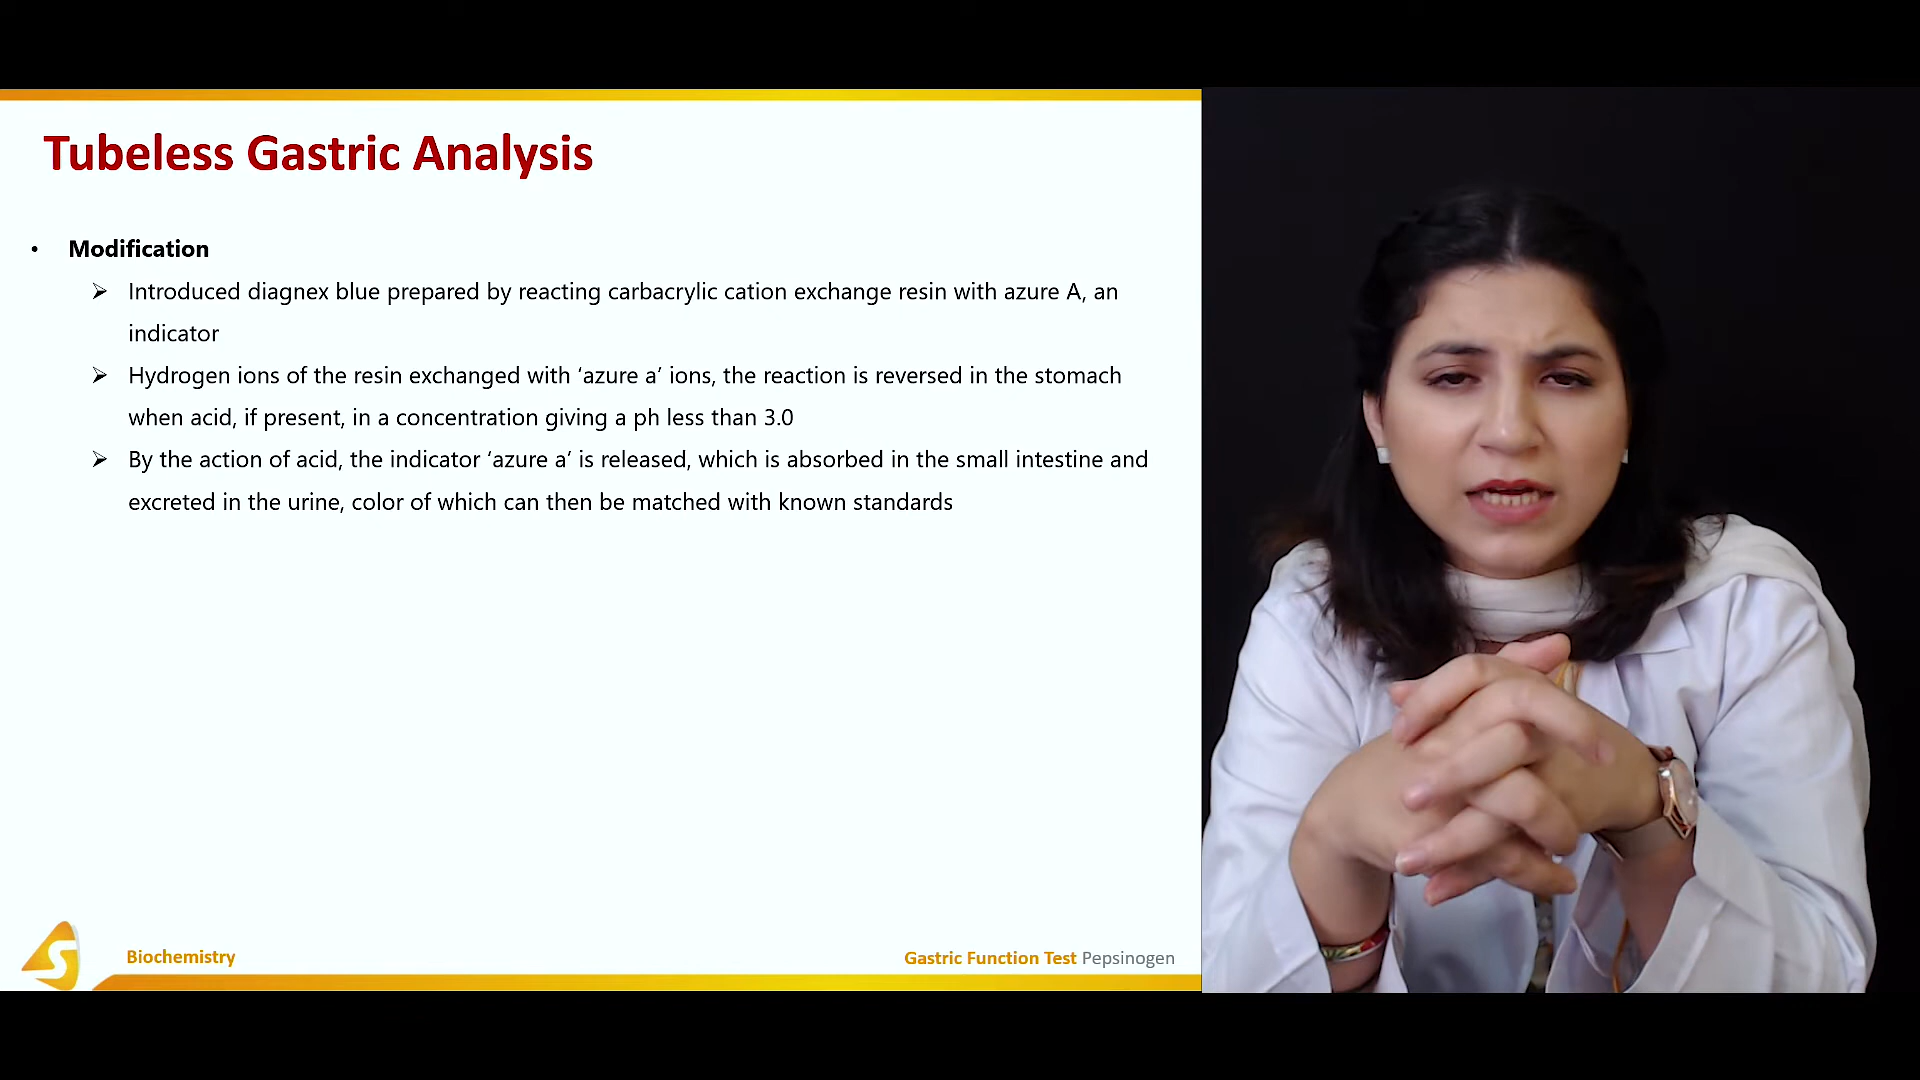 Tubeless Gastric Analysis
• Modification
➢ Introduced diagnex blue prepared by reacting carbacrylic cation exchange resin with azure A, an
indicator
➢ Hydrogen ions of the resin exchanged with ‘azure a’ ions, the reaction is reversed in the stomach
when acid, if present, in a concentration giving a ph less than 3.0
➢ By the action of acid, the indicator ‘azure a’ is released, which is absorbed in the small intestine and
excreted in the urine, color of which can then be matched with known standards
S
Biochemistry
Gastric Function Test Pepsinogen